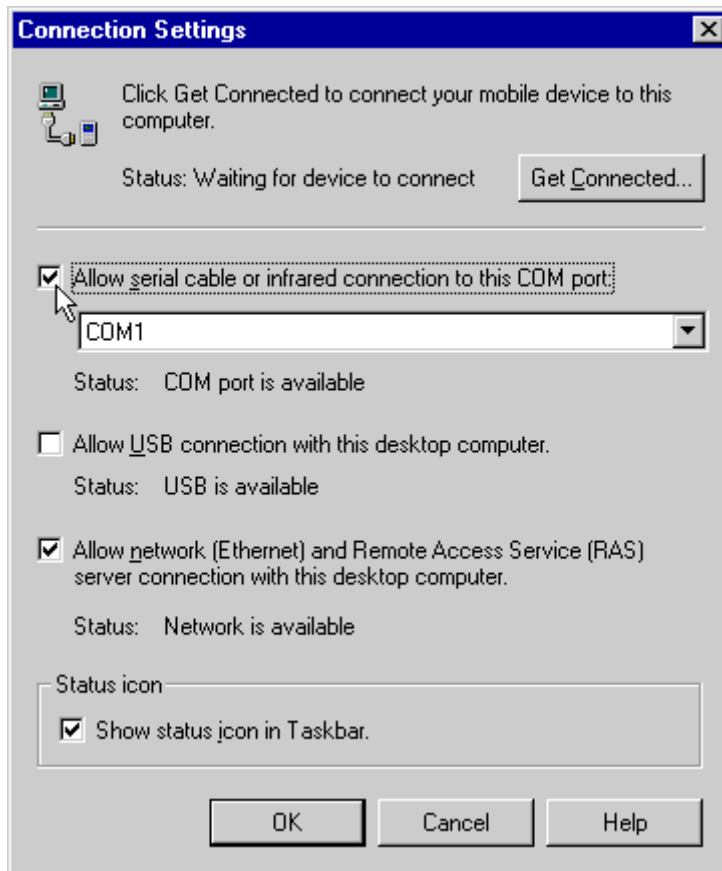 Connection Settings
Click Get Connected to connect your mobile device to this
computer.
Status: Waiting for device to connect
Get Connected...
Allow serial cable or infrared connection to this COM port:
COM1
Status: COM port is available
Allow USB connection with this desktop computer.
Status: USB is available
Allow network (Ethernet) and Remote Access Service (RAS)
server connection with this desktop computer.
Status: Network is available
Status icon
Show status icon in Taskbar.
OK Cancel Help